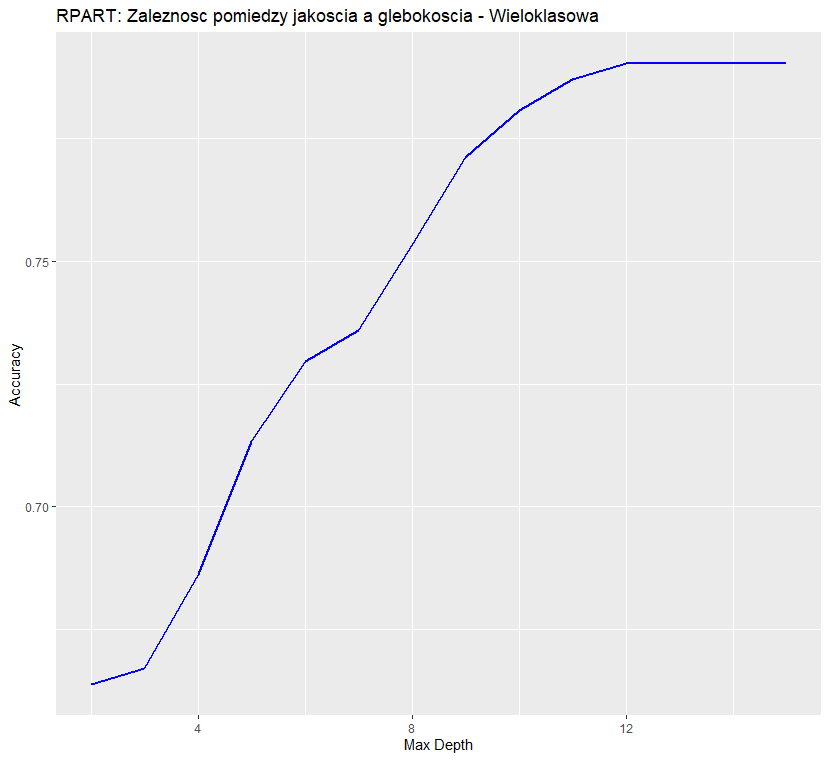 RPART: Zaleznosc pomiedzy jakoscia a glebokoscia - Wieloklasowa
0.75
0.70
Accuracy
4
8
12
Max Depth